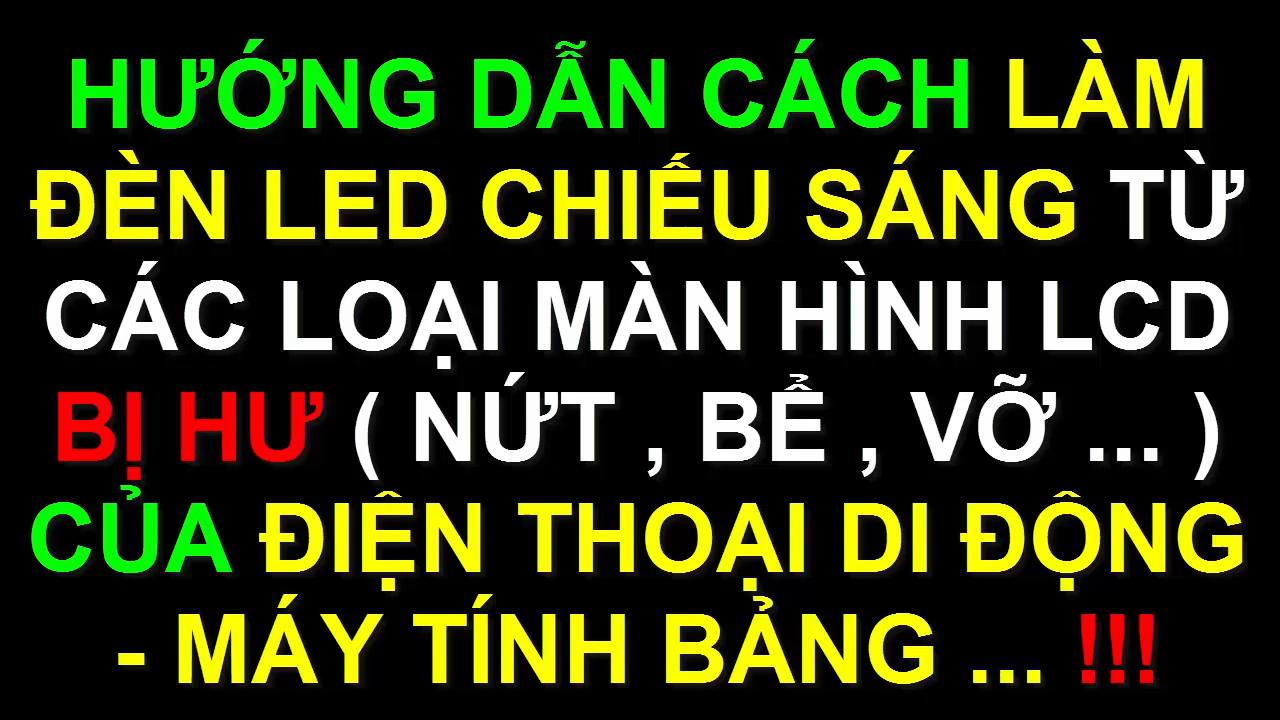 HƯỚNG DẪN CÁCH LÀM
ĐÈN LED CHIẾU SÁNG TỪ
CÁC LOẠI MÀN HÌNH LCD
BỊ HƯ ( NỨT , BỂ , VỠ ... )
CỦA ĐIỆN THOẠI DI ĐỘNG
- MÁY TÍNH BẢNG ... !!!